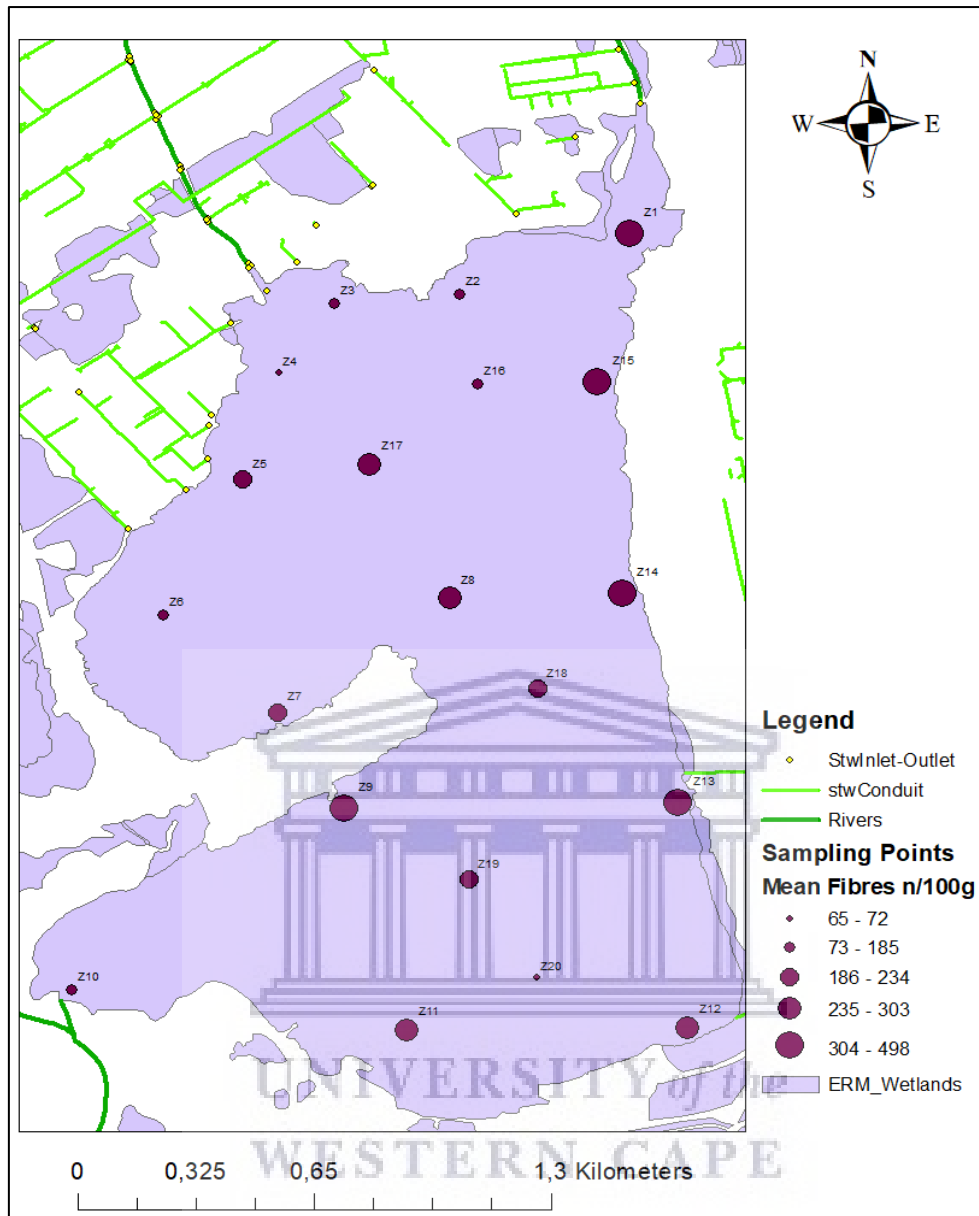 N
W E
S
Z1
Z2
Z3
Z4
Z16
Z15
Z17
Z5
Z8
Z14
Z6
Z18
Z7
Z13
Z9
Z19
Z20
Z10
Z11
Z12
Legend
StwInlet-Outlet
stwConduit
Rivers
Sampling Points
Mean Fibres n/100g
65 - 72
73 - 185
186 - 234
235 - 303
304 - 498
ERM_Wetlands
UNIVERSITY of the
WESTERN CAPE
0 0,325 0,65 1,3 Kilometers